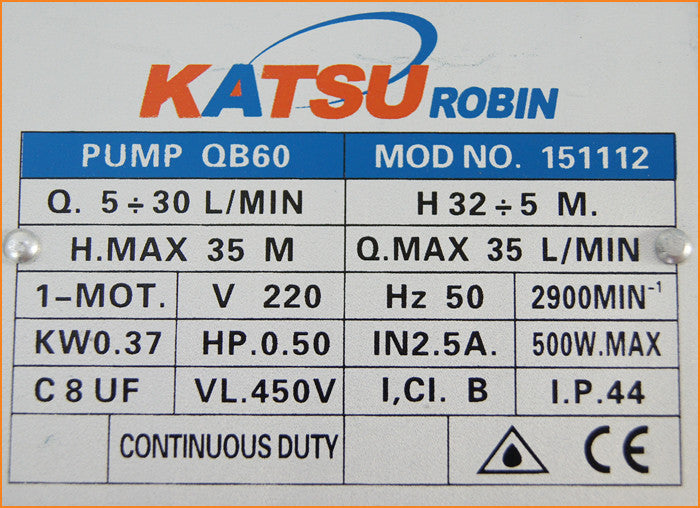 KATSU ROBIN
PUMP QB60 MOD NO. 151112
Q. 5÷30 L/MIN H 32÷5 M.
H.MAX 35 M Q.MAX 35 L/MIN
1-MOT. V 220 Hz 50 2900MIN⁻¹
KW0.37 HP.0.50 IN2.5A. 500W.MAX
C 8 UF VL.450V I,CI. B I.P.44
CONTINUOUS DUTY CE